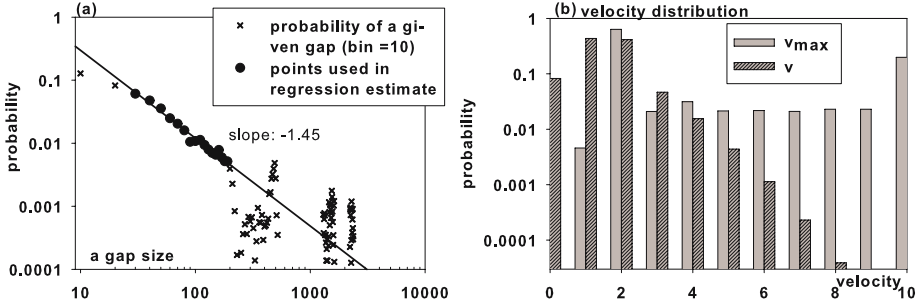 (a)
probability of a gi-
ven gap (bin =10)
points used in
regression estimate
slope: -1.45
a gap size
probability
1
0.1
0.01
0.001
0.0001
10 100 1000 10000
(b) velocity distribution
vmax
v
probability
1
0.1
0.01
0.001
0.0001
velocity
0 2 4 6 8 10